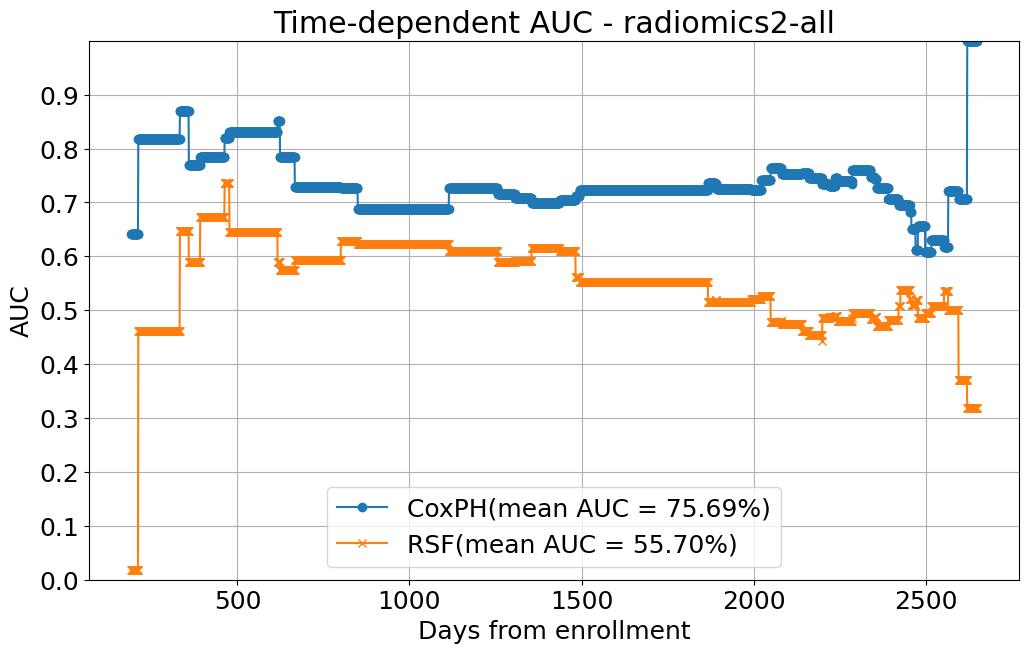 Time-dependent AUC - radiomics2-all
AUC
0.9
0.8
0.7
0.6
0.5
0.4
0.3
0.2
0.1
0.0
CoxPH(mean AUC = 75.69%)
RSF(mean AUC = 55.70%)
500 1000 1500 2000 2500
Days from enrollment